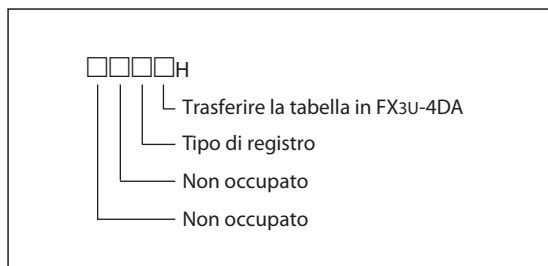 □□□□H
Trasferire la tabella in FX3U-4DA
Tipo di registro
Non occupato
Non occupato